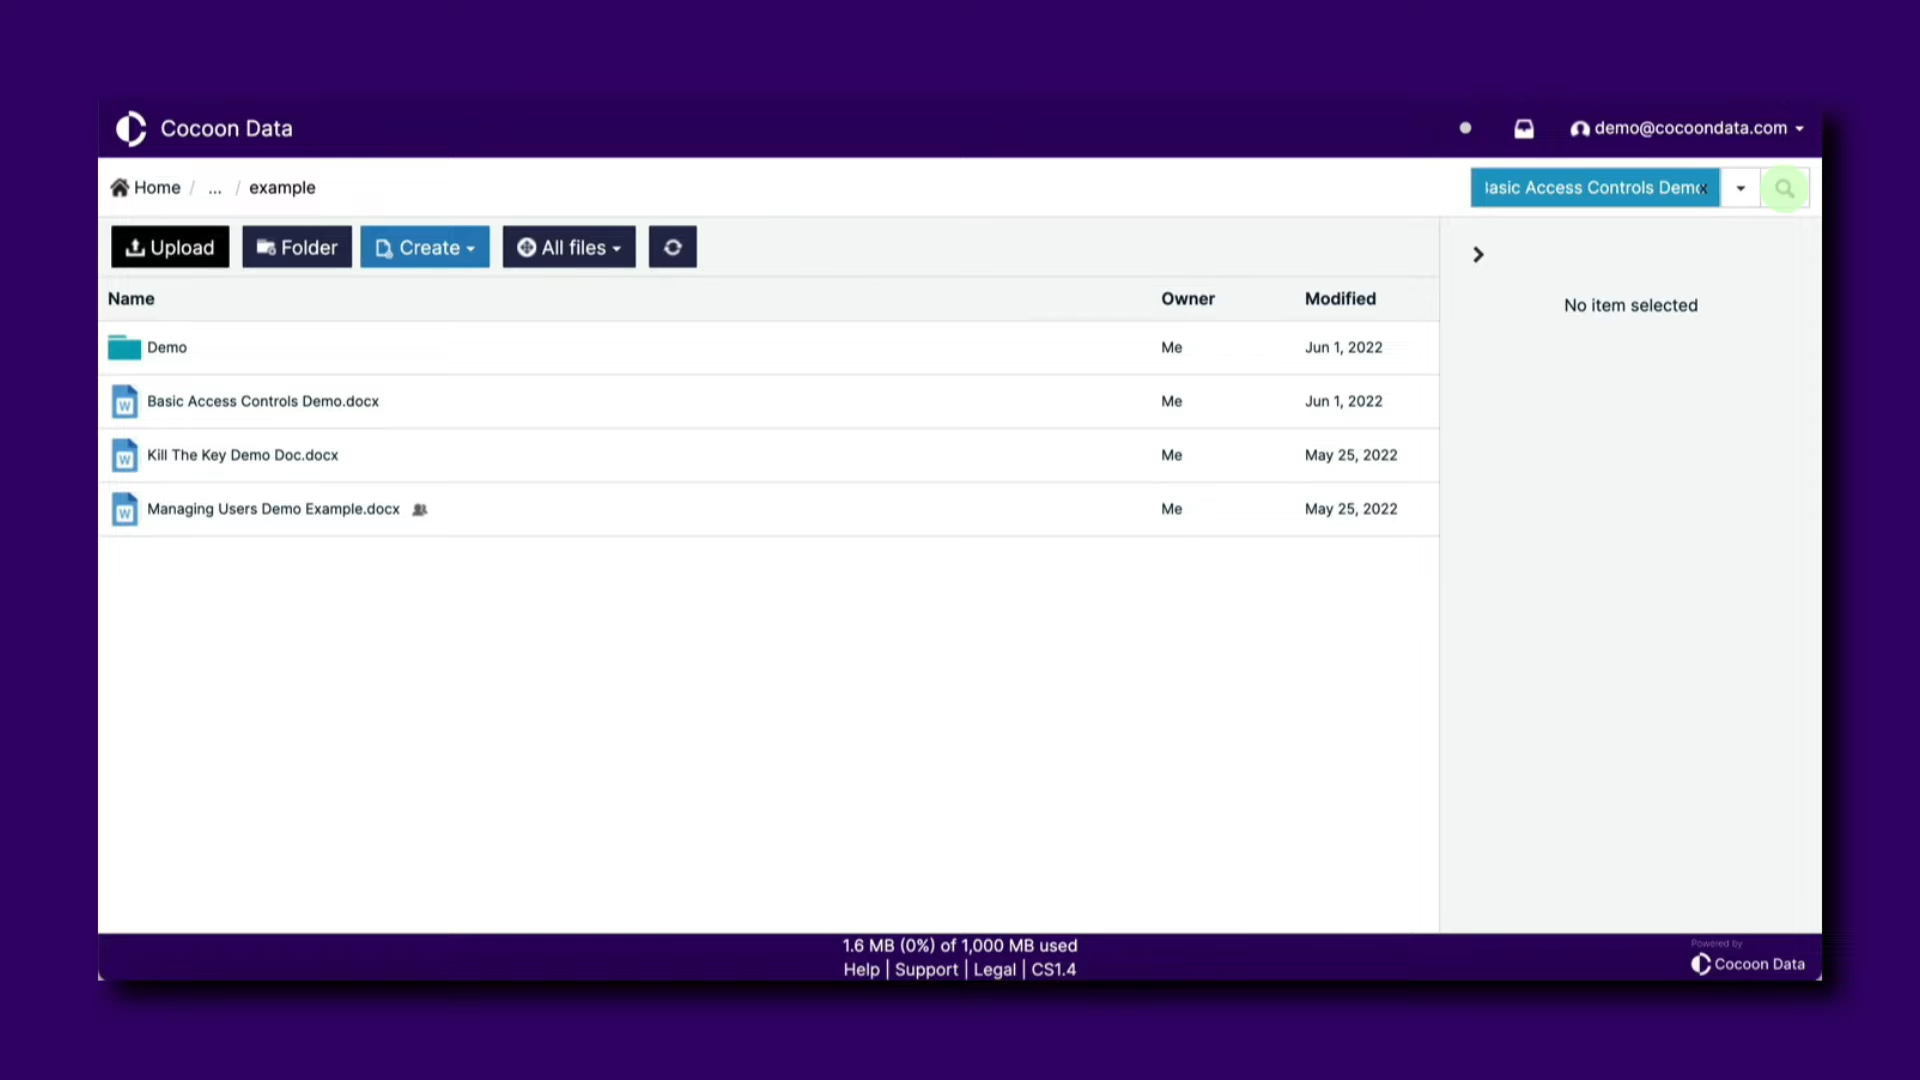 Cocoon Data
demo@cocoondata.com
Home / ... / example
Basic Access Controls Demo x
Upload
Folder
Create
All files
Name Owner Modified
No item selected
Demo Me Jun 1, 2022
Basic Access Controls Demo.docx Me Jun 1, 2022
Kill The Key Demo Doc.docx Me May 25, 2022
Managing Users Demo Example.docx Me May 25, 2022
1.6 MB (0%) of 1,000 MB used
Help | Support | Legal | CS1.4
Powered by
Cocoon Data